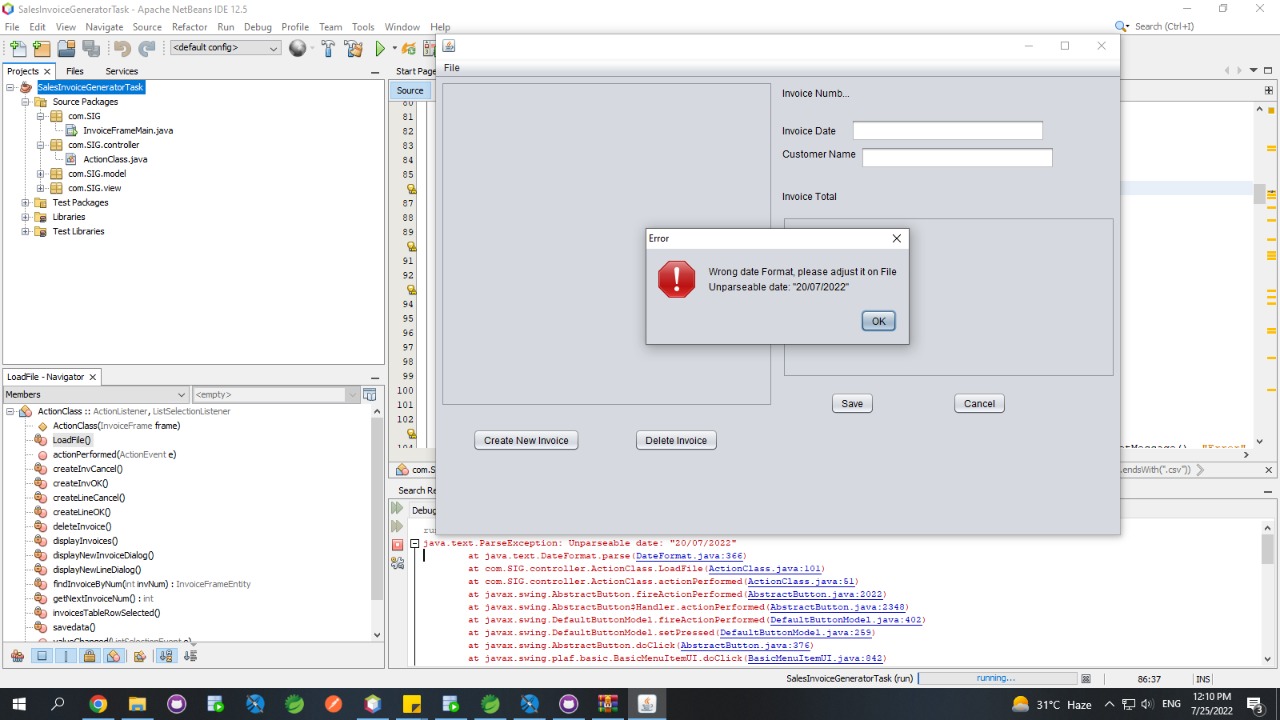 SalesInvoiceGeneratorTask - Apache NetBeans IDE 12.5
File Edit View Navigate Source Refactor Run Debug Profile Team Tools Window Help
Search (Ctrl+I)
<default config>
Projects Files Services
Start Page
Source
SalesInvoiceGeneratorTask
Source Packages
com.SIG
InvoiceFrameMain.java
com.SIG.controller
ActionClass.java
com.SIG.model
com.SIG.view
Test Packages
Libraries
Test Libraries
80
81
82
83
84
85
87
88
89
91
92
94
95
96
97
98
99
100
101
102
104
File
Invoice Numb...
Invoice Date
Customer Name
Invoice Total
Error
Wrong date Format, please adjust it on File
Unparseable date: "20/07/2022"
OK
Save Cancel
Create New Invoice Delete Invoice
"Error"
com.S
.endsWith(".csv"))
LoadFile - Navigator
Members <empty>
ActionClass :: ActionListener, ListSelectionListener
ActionClass(InvoiceFrame frame)
LoadFile()
actionPerformed(ActionEvent e)
createInvCancel()
createInvOK()
createLineCancel()
createLineOK()
deleteInvoice()
displayInvoices()
displayNewInvoiceDialog()
displayNewLineDialog()
findInvoiceByNum(int invNum) : InvoiceFrameEntity
getNextInvoiceNum() : int
invoicesTableRowSelected()
savedata()
valueChanged(ListSelectionEvent e)
Search Re
Debug
ru
java.text.ParseException: Unparseable date: "20/07/2022"
at java.text.DateFormat.parse(DateFormat.java:366)
at com.SIG.controller.ActionClass.LoadFile(ActionClass.java:101)
at com.SIG.controller.ActionClass.actionPerformed(ActionClass.java:51)
at javax.swing.AbstractButton.fireActionPerformed(AbstractButton.java:2022)
at javax.swing.AbstractButton$Handler.actionPerformed(AbstractButton.java:2348)
at javax.swing.DefaultButtonModel.fireActionPerformed(DefaultButtonModel.java:402)
at javax.swing.DefaultButtonModel.setPressed(DefaultButtonModel.java:259)
at javax.swing.AbstractButton.doClick(AbstractButton.java:376)
at javax.swing.plaf.basic.BasicMenuItemUI.doClick(BasicMenuItemUI.java:842)
SalesInvoiceGeneratorTask (run) running... 86:37 INS
31°C Haze
12:10 PM
7/25/2022
3